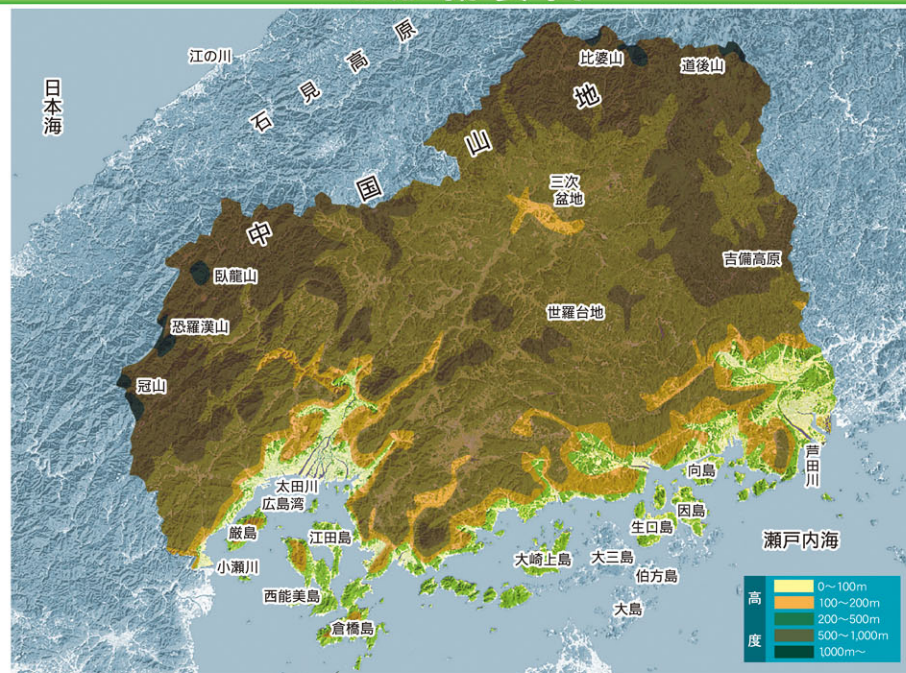 江の川
石見高原
日本海
比婆山
道後山
中国山地
三次
盆地
吉備高原
臥龍山
世羅台地
恐羅漢山
冠山
太田川
広島湾
厳島
江田島
小瀬川
西能美島
倉橋島
大崎上島
大三島
伯方島
大島
生口島
因島
向島
芦田川
瀬戸内海
高度
0~100m
100~200m
200~500m
500~1,000m
1,000m~